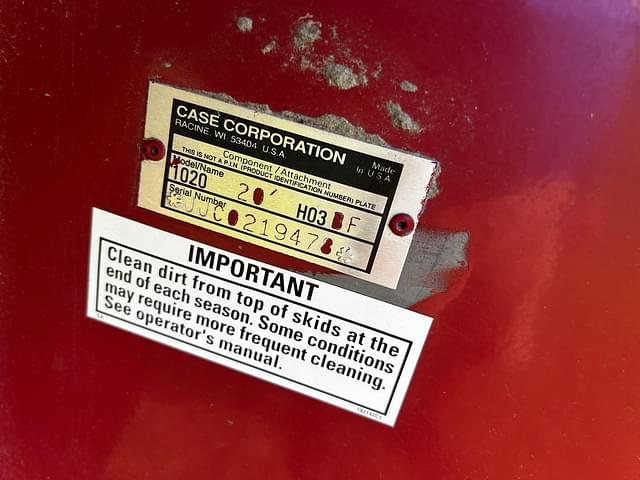 CASE CORPORATION
RACINE, WI 53404 U.S.A.
Made
in U.S.A.
Component/Attachment
THIS IS NOT A P.I.N. (PRODUCT IDENTIFICATION NUMBER) PLATE
Model/Name
1020 20' H03 F
Serial Number
JJC0219478
IMPORTANT
Clean dirt from top of skids at the
end of each season. Some conditions
may require more frequent cleaning.
See operator's manual.